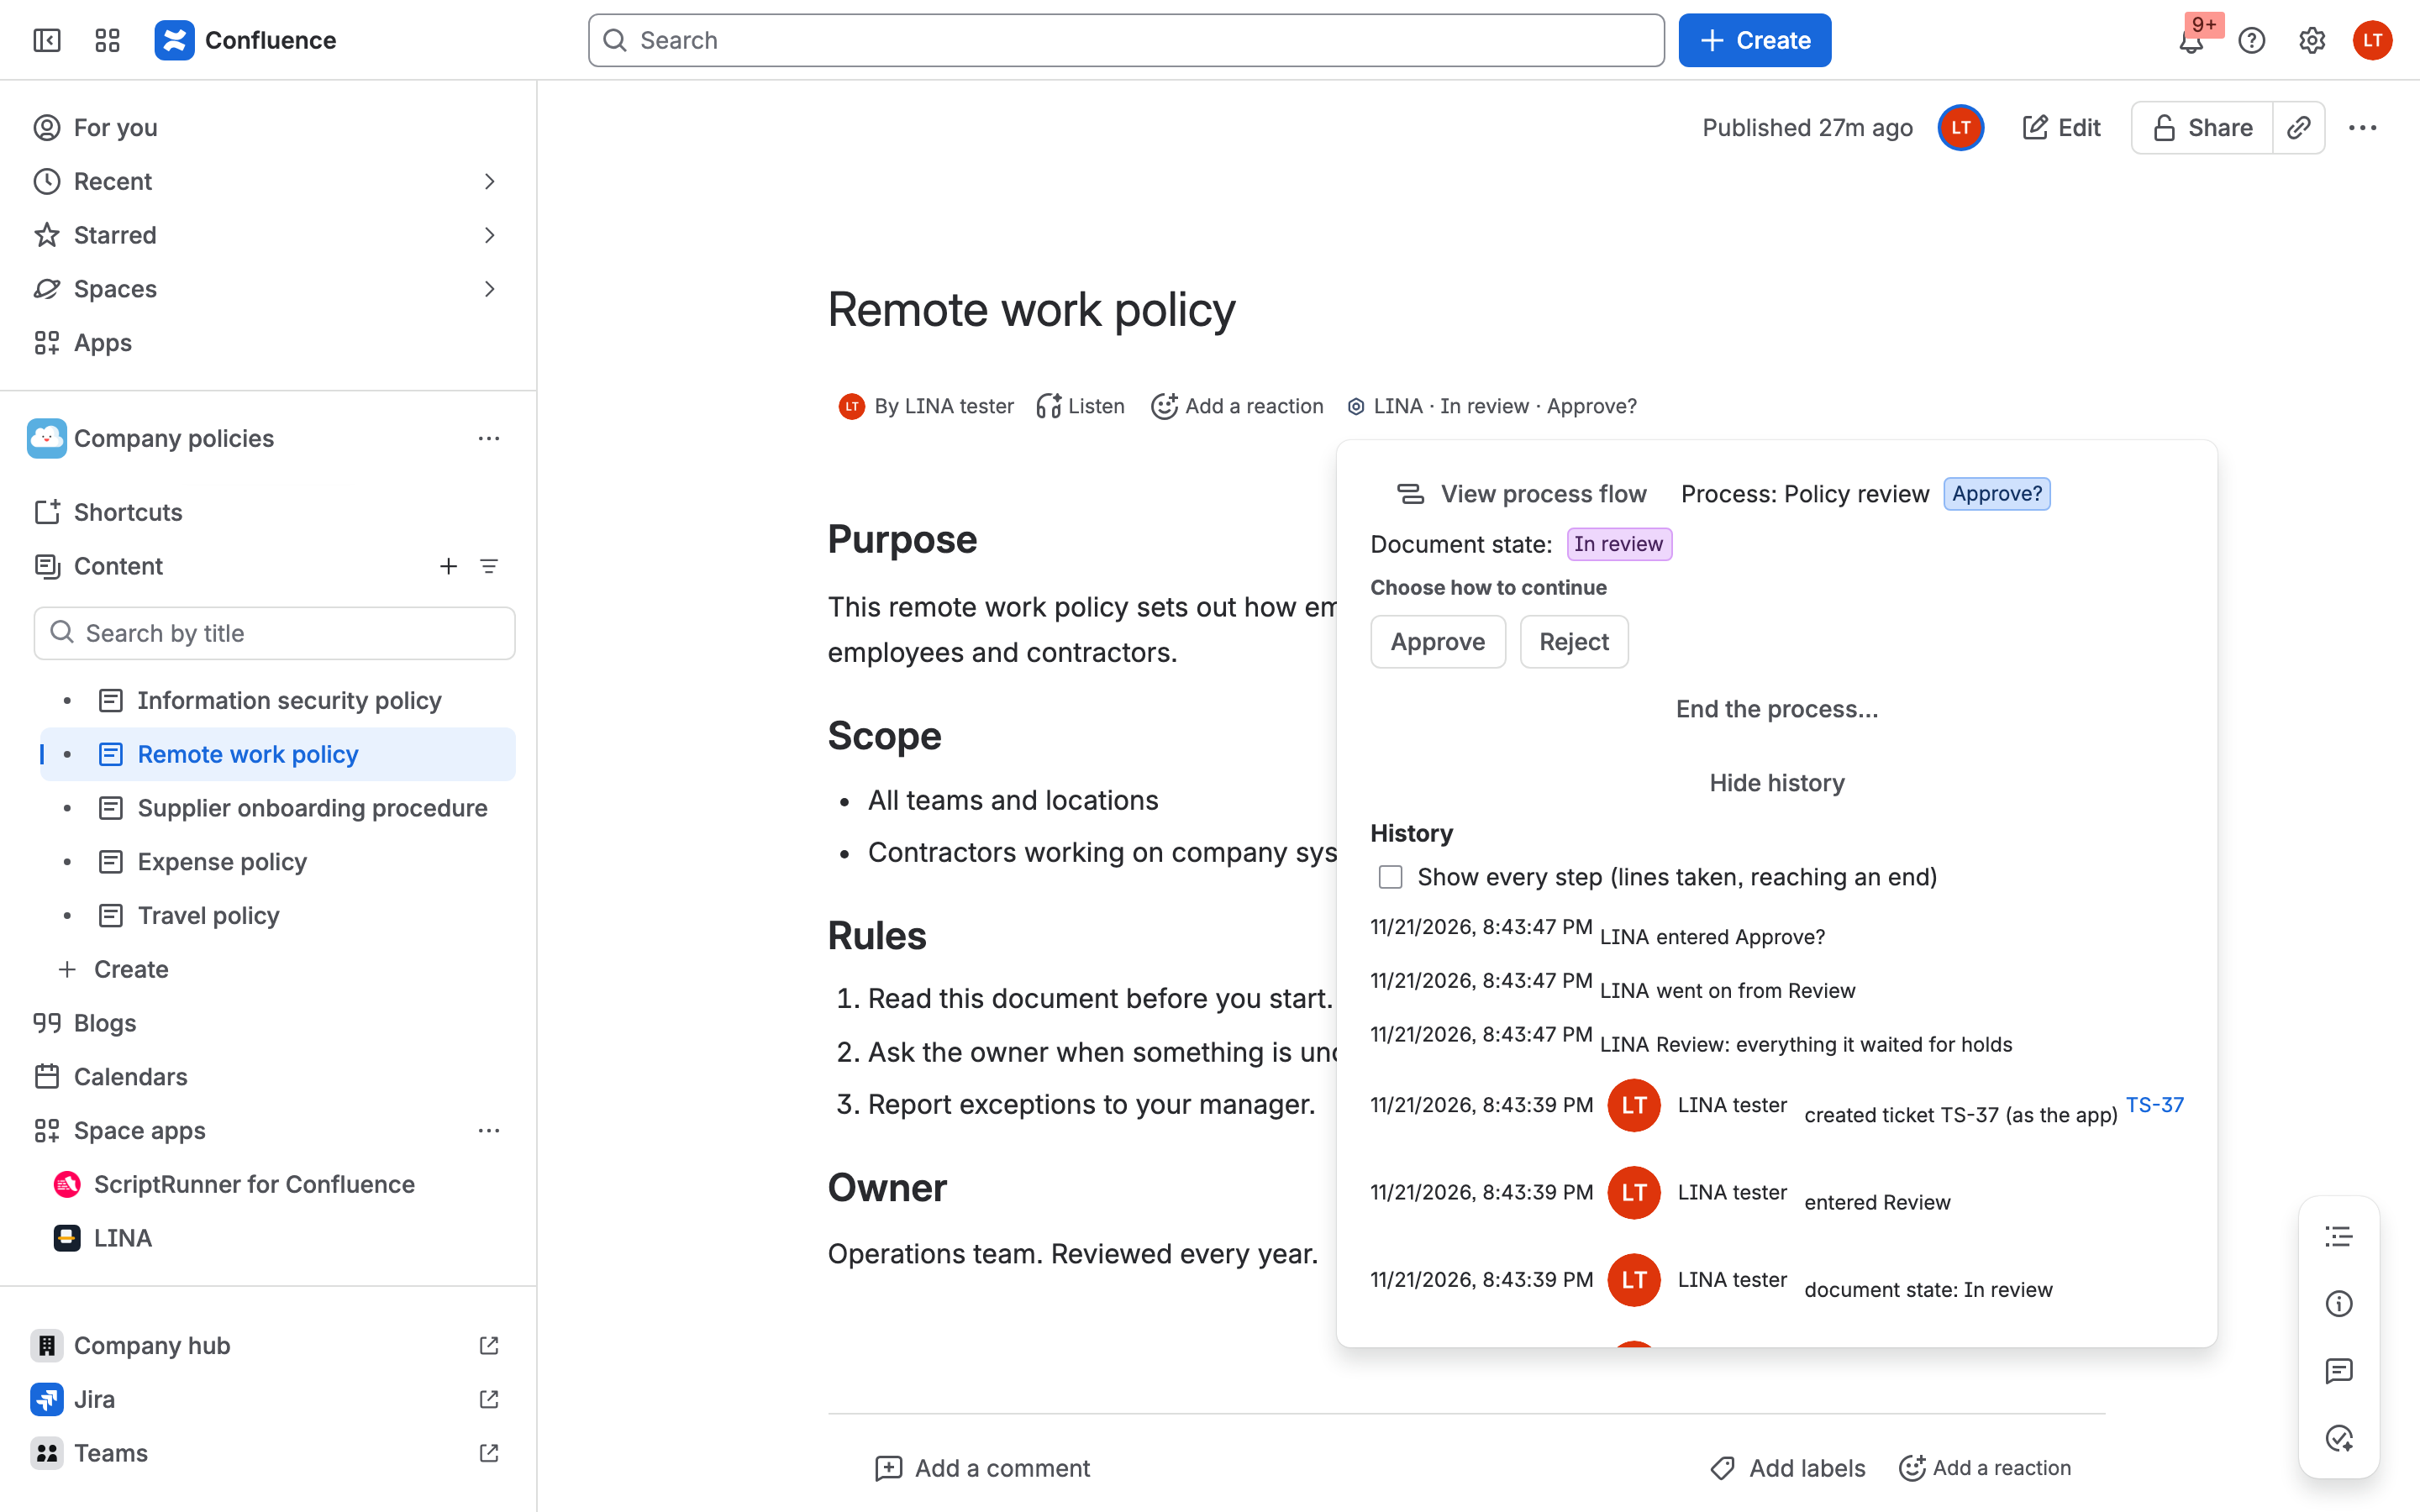 Confluence
Search
Create
9+
LT
For you
Recent
Starred
Spaces
Apps
Company policies
Shortcuts
Content
Search by title
Information security policy
Remote work policy
Supplier onboarding procedure
Expense policy
Travel policy
Create
Blogs
Calendars
Space apps
ScriptRunner for Confluence
LINA
Company hub
Jira
Teams
Published 27m ago
LT
Edit
Share
Remote work policy
LT By LINA tester
Listen
Add a reaction
LINA · In review · Approve?
Purpose
This remote work policy sets out how em
employees and contractors.
Scope
• All teams and locations
• Contractors working on company sys
Rules
1. Read this document before you start.
2. Ask the owner when something is unc
3. Report exceptions to your manager.
Owner
Operations team. Reviewed every year.
View process flow
Process: Policy review Approve?
Document state: In review
Choose how to continue
Approve
Reject
End the process...
Hide history
History
Show every step (lines taken, reaching an end)
11/21/2026, 8:43:47 PM LINA entered Approve?
11/21/2026, 8:43:47 PM LINA went on from Review
11/21/2026, 8:43:47 PM LINA Review: everything it waited for holds
11/21/2026, 8:43:39 PM LT LINA tester created ticket TS-37 (as the app) TS-37
11/21/2026, 8:43:39 PM LT LINA tester entered Review
11/21/2026, 8:43:39 PM LT LINA tester document state: In review
Add a comment
Add labels
Add a reaction